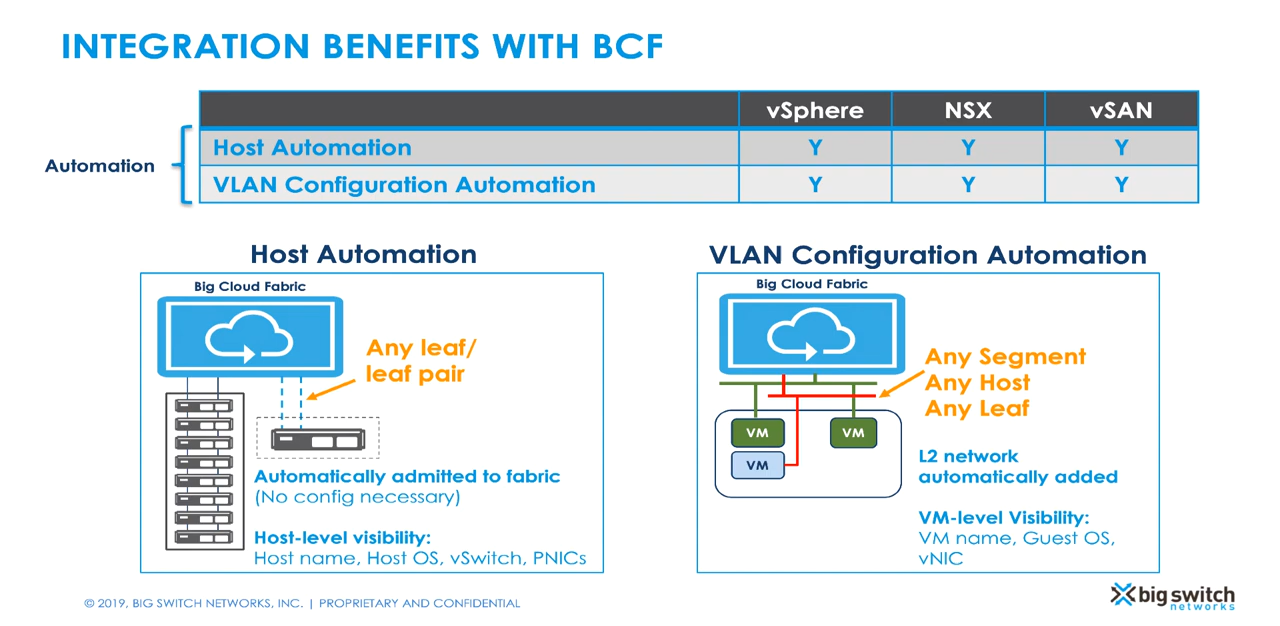 INTEGRATION BENEFITS WITH BCF
vSphere NSX vSAN
Automation
Host Automation Y Y Y
VLAN Configuration Automation Y Y Y
Host Automation
Big Cloud Fabric
Any leaf/
leaf pair
Automatically admitted to fabric
(No config necessary)
Host-level visibility:
Host name, Host OS, vSwitch, PNICs
VLAN Configuration Automation
Big Cloud Fabric
Any Segment
Any Host
Any Leaf
VM VM
VM
L2 network
automatically added
VM-level Visibility:
VM name, Guest OS,
vNIC
© 2019, BIG SWITCH NETWORKS, INC. | PROPRIETARY AND CONFIDENTIAL
big switch
networks